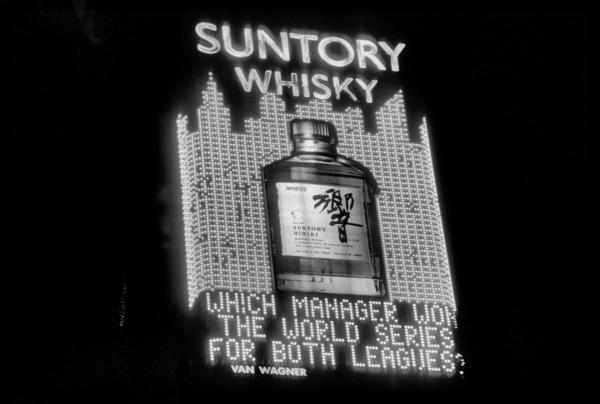 SUNTORY
WHISKY
IMPORTED
響
SUNTORY
HIBIKI
WHICH MANAGER WON
THE WORLD SERIES
FOR BOTH LEAGUES
VAN WAGNER